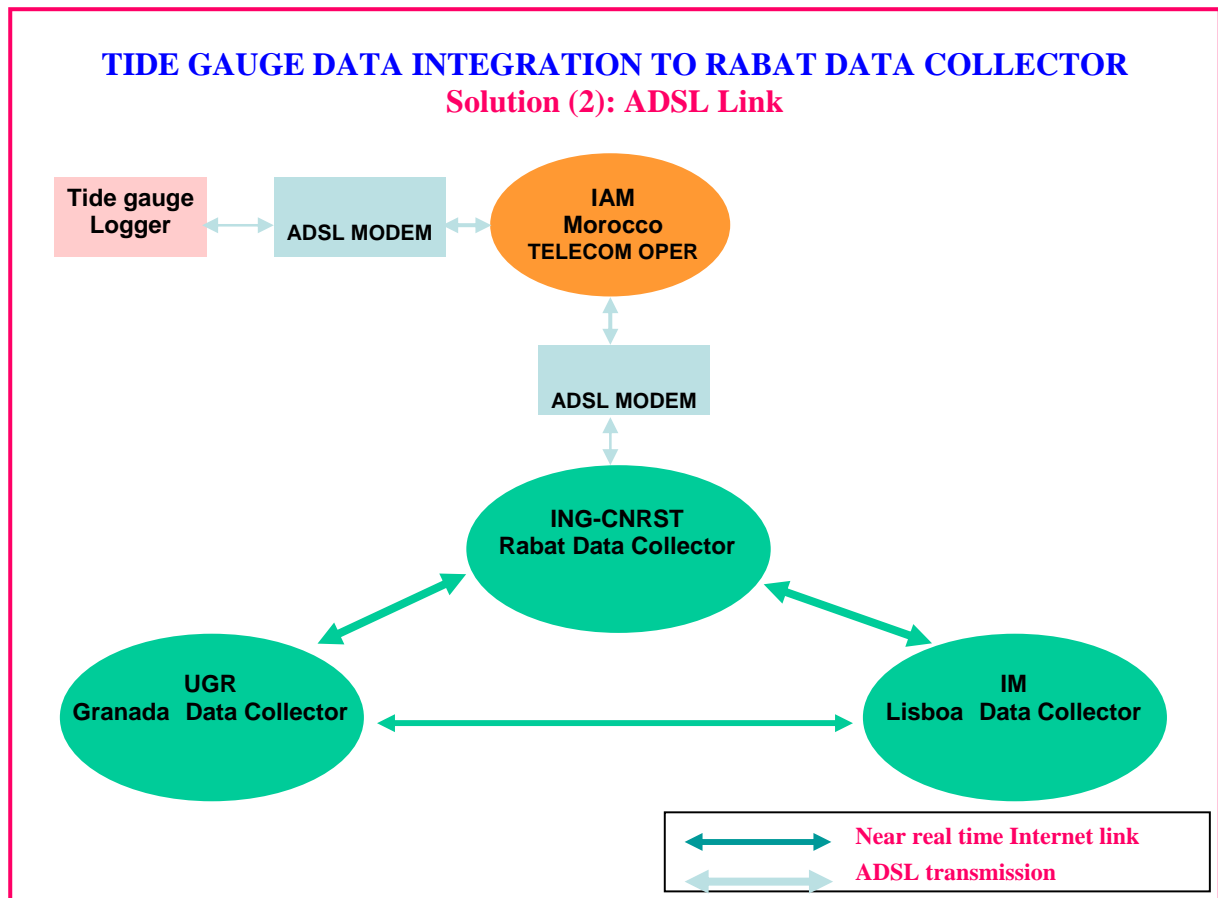 TIDE GAUGE DATA INTEGRATION TO RABAT DATA COLLECTOR
Solution (2): ADSL Link
Tide gauge
Logger
ADSL MODEM
IAM
Morocco
TELECOM OPER
ADSL MODEM
ING-CNRST
Rabat Data Collector
UGR
Granada Data Collector
IM
Lisboa Data Collector
Near real time Internet link
ADSL transmission